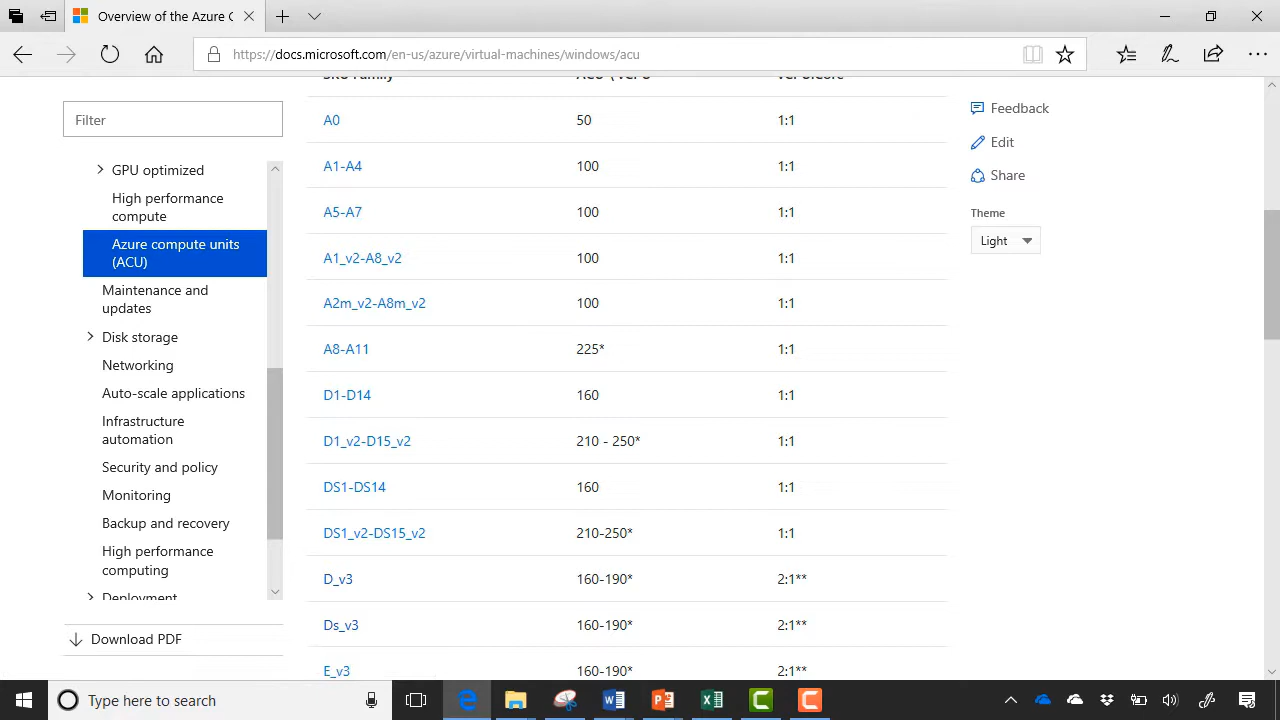 Overview of the Azure C
https://docs.microsoft.com/en-us/azure/virtual-machines/windows/acu
Filter
GPU optimized
High performance
compute
Azure compute units
(ACU)
Maintenance and
updates
Disk storage
Networking
Auto-scale applications
Infrastructure
automation
Security and policy
Monitoring
Backup and recovery
High performance
computing
Deployment
Download PDF
SKU Family
A0 50 1:1
A1-A4 100 1:1
A5-A7 100 1:1
A1_v2-A8_v2 100 1:1
A2m_v2-A8m_v2 100 1:1
A8-A11 225* 1:1
D1-D14 160 1:1
D1_v2-D15_v2 210 - 250* 1:1
DS1-DS14 160 1:1
DS1_v2-DS15_v2 210-250* 1:1
D_v3 160-190* 2:1**
Ds_v3 160-190* 2:1**
E_v3 160-190* 2:1**
Feedback
Edit
Share
Theme
Light
Type here to search